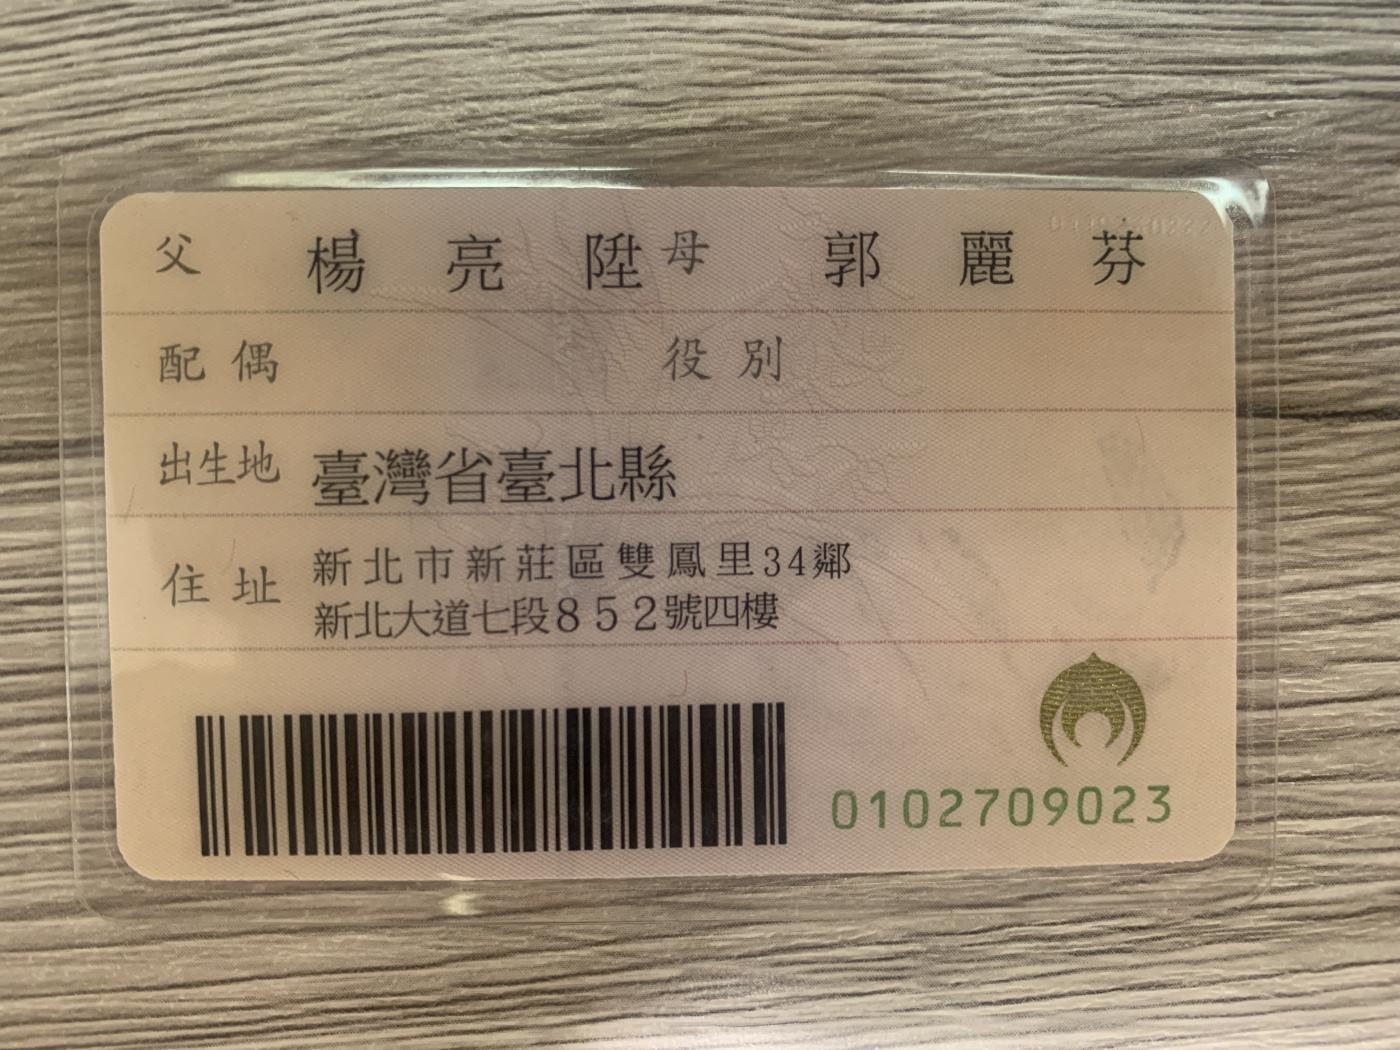 父 楊亮陞 母 郭麗芬
配偶 役別
出生地 臺灣省臺北縣
住址 新北市新莊區雙鳳里34鄰
新北大道七段852號四樓
0102709023